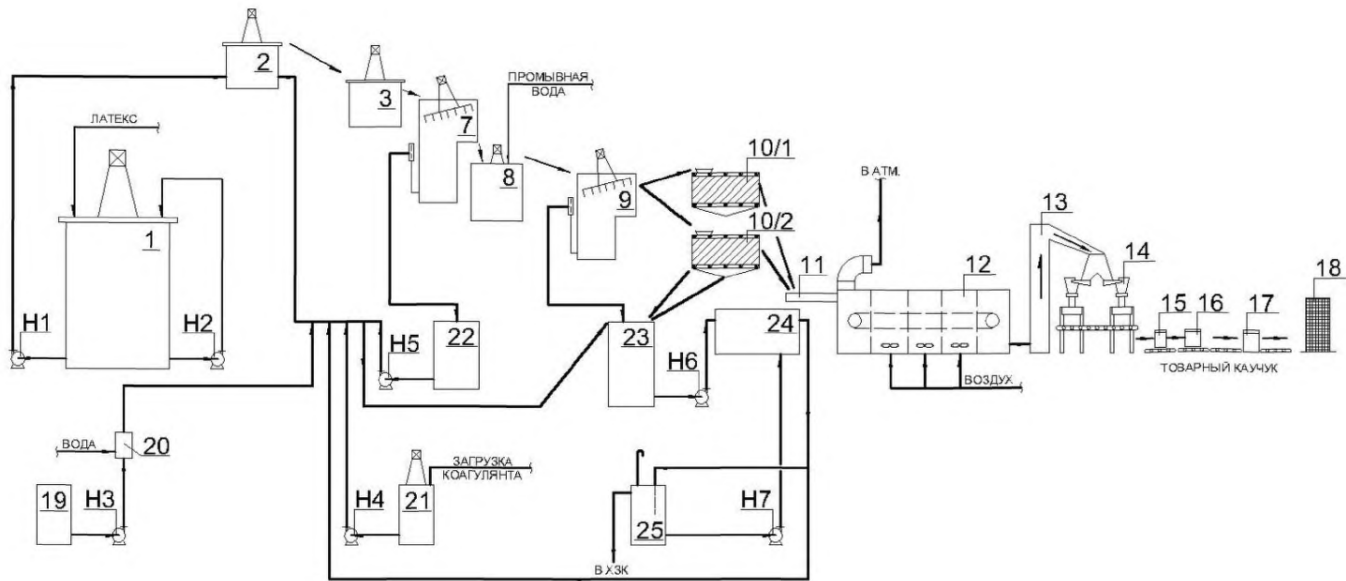 2
3
ПРОМЫВНАЯ
ВОДА
7
8
9
10/1
10/2
ЛАТЕКС
1
Н1
Н2
В АТМ.
11
12
13
14
15
16
17
18
ТОВАРНЫЙ КАУЧУК
ВОЗДУХ
Н5
22
23
Н6
24
ВОДА
20
19
Н3
Н4
21
ЗАГРУЗКА
КОАГУЛЯНТА
25
Н7
В ХЗК